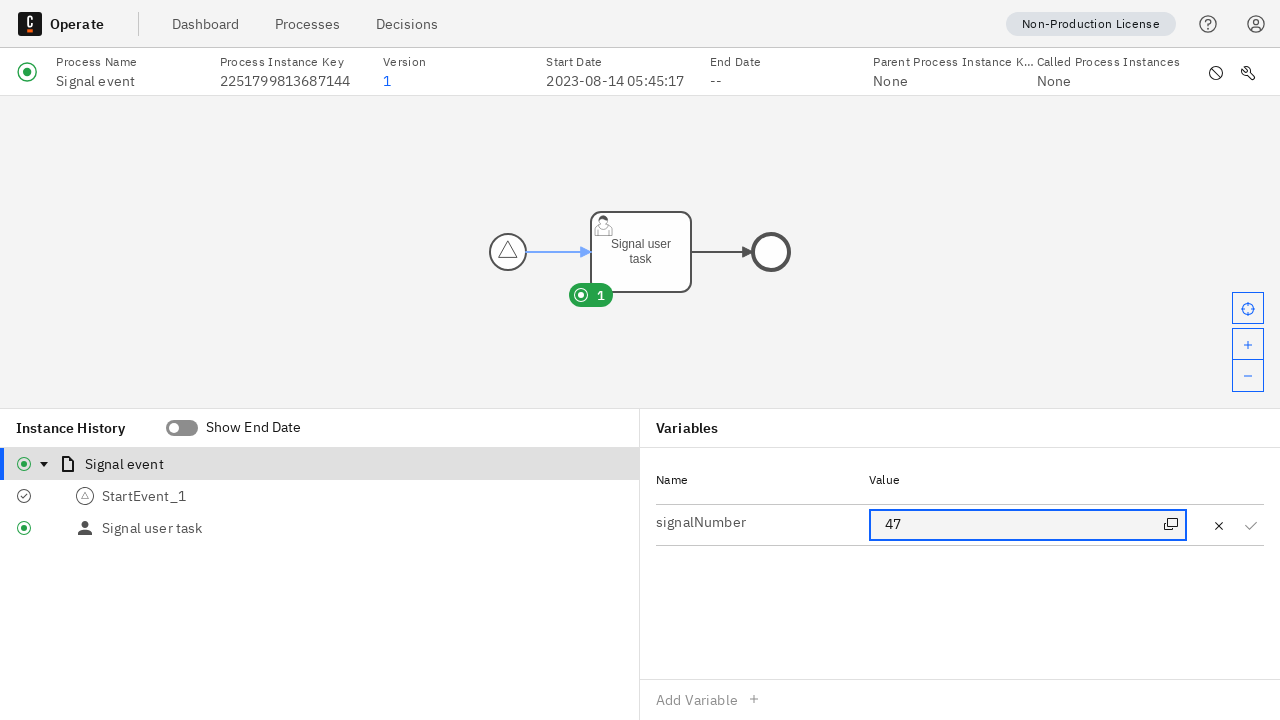 Operate
Dashboard
Processes
Decisions
Non-Production License
Process Name
Signal event
Process Instance Key
2251799813687144
Version
1
Start Date
2023-08-14 05:45:17
End Date
--
Parent Process Instance K...
None
Called Process Instances
None
Signal user
task
1
Instance History
Show End Date
Signal event
StartEvent_1
Signal user task
Variables
Name
Value
signalNumber
47
Add Variable +